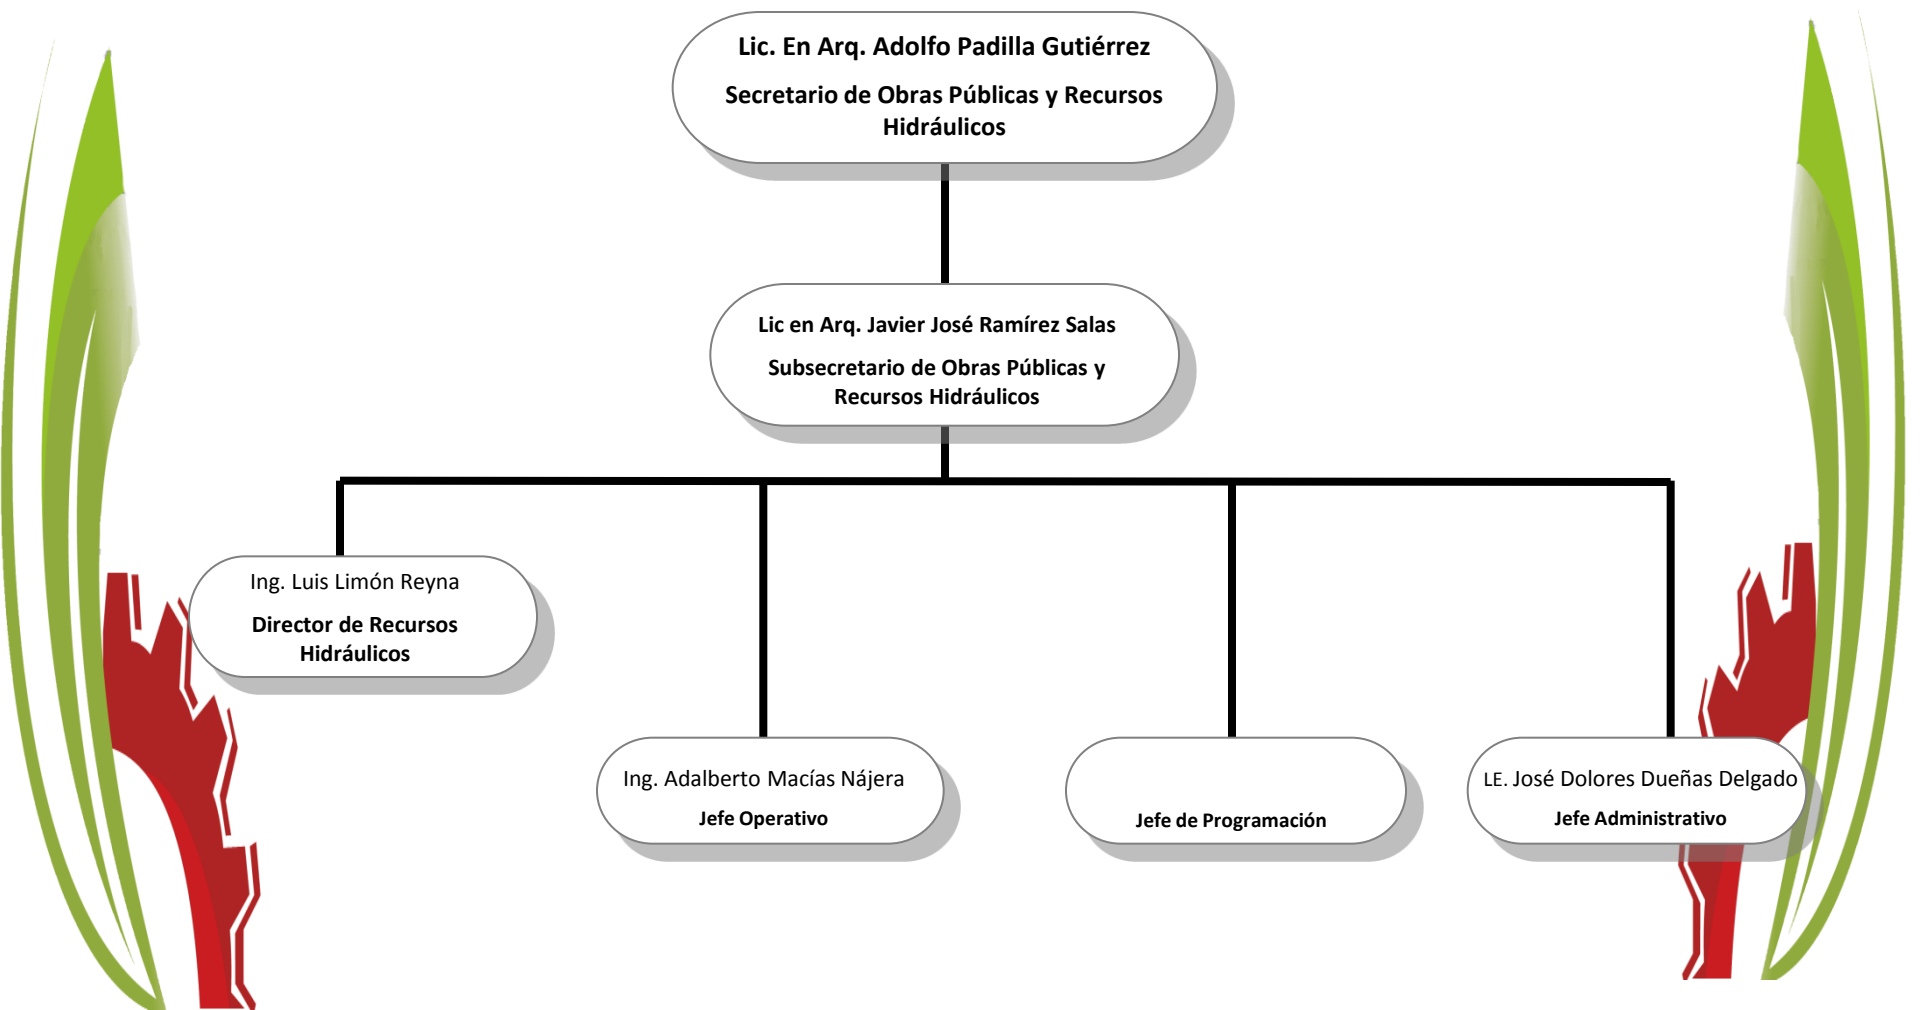 Lic. En Arq. Adolfo Padilla Gutiérrez
Secretario de Obras Públicas y Recursos
Hidráulicos
Lic en Arq. Javier José Ramírez Salas
Subsecretario de Obras Públicas y
Recursos Hidráulicos
Ing. Luis Limón Reyna
Director de Recursos
Hidráulicos
Ing. Adalberto Macías Nájera
Jefe Operativo
Jefe de Programación
LE. José Dolores Dueñas Delgado
Jefe Administrativo